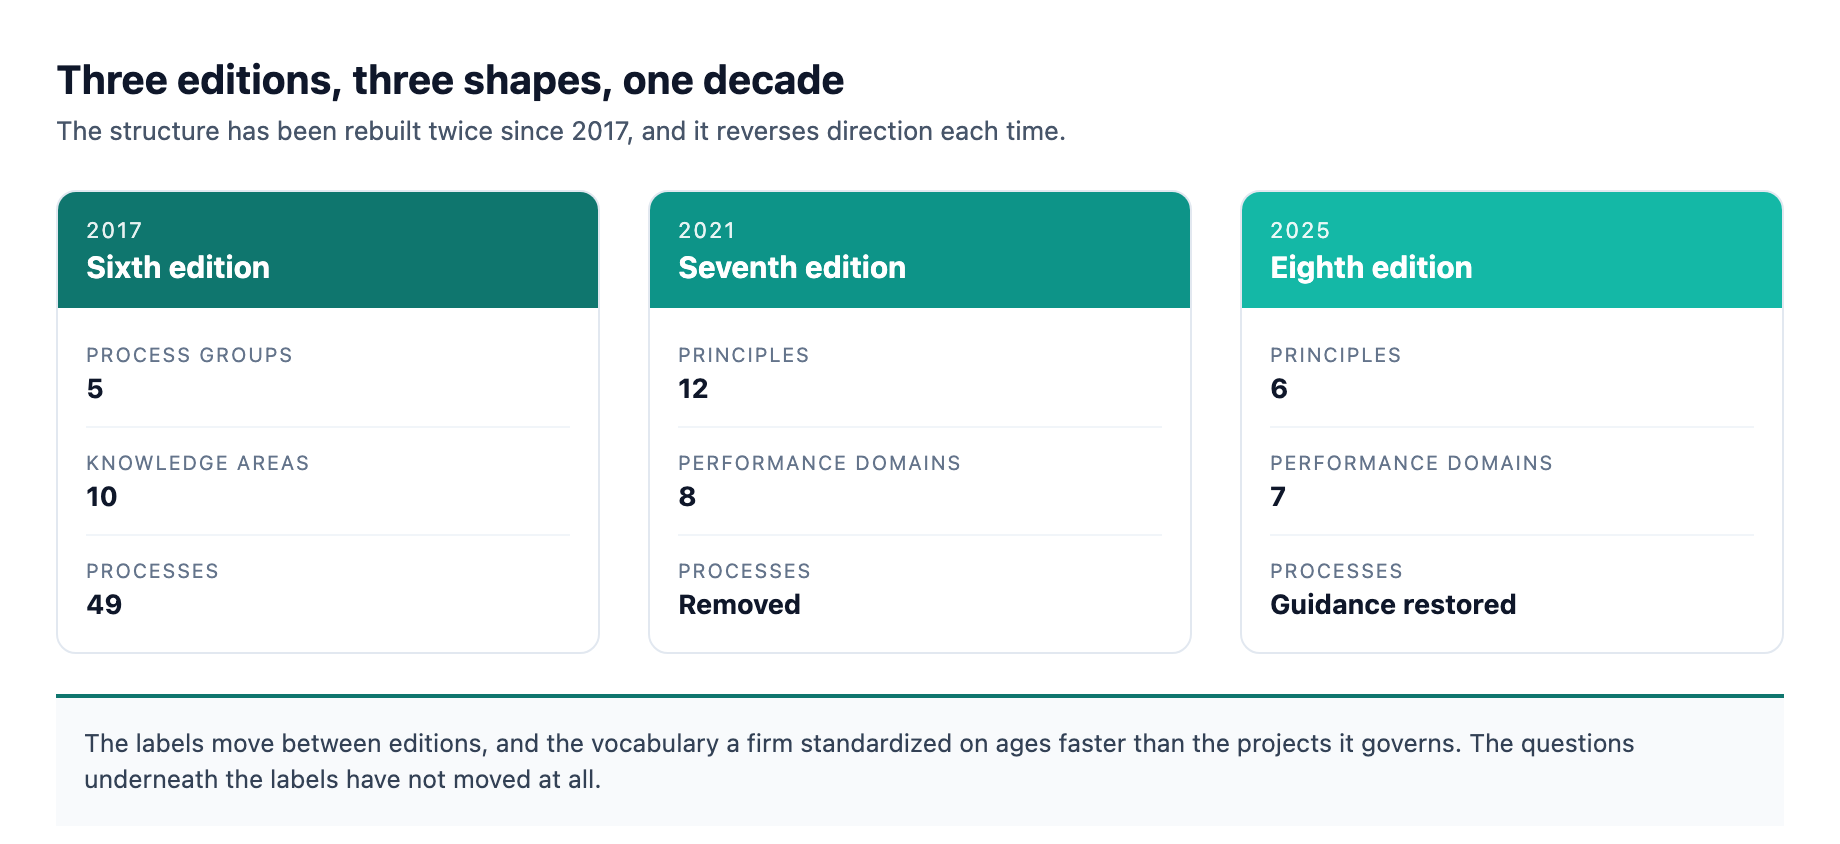 Three editions, three shapes, one decade
The structure has been rebuilt twice since 2017, and it reverses direction each time.
2017
Sixth edition
PROCESS GROUPS
5
KNOWLEDGE AREAS
10
PROCESSES
49
2021
Seventh edition
PRINCIPLES
12
PERFORMANCE DOMAINS
8
PROCESSES
Removed
2025
Eighth edition
PRINCIPLES
6
PERFORMANCE DOMAINS
7
PROCESSES
Guidance restored
The labels move between editions, and the vocabulary a firm standardized on ages faster than the projects it governs. The questions
underneath the labels have not moved at all.